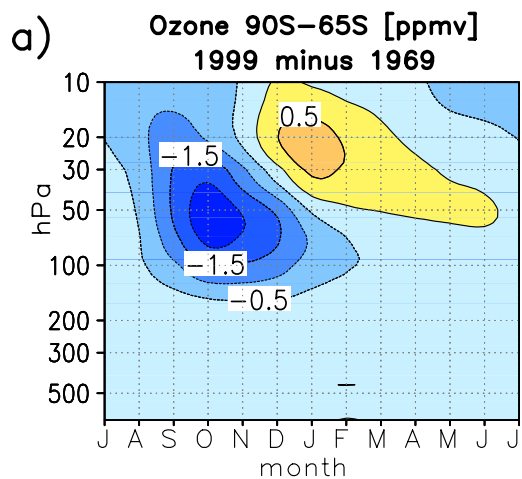 a)
Ozone 90S−65S [ppmv]
1999 minus 1969
10
20
30
50
100
200
300
500
hPa
0.5
−1.5
−1.5
−0.5
J A S O N D J F M A M J J
month